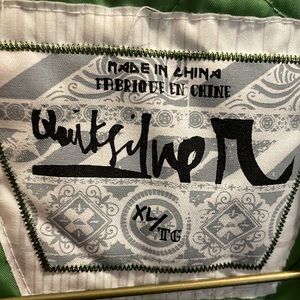 MADE IN CHINA
FABRIQUE EN CHINE
Quiksilver
XL/TG